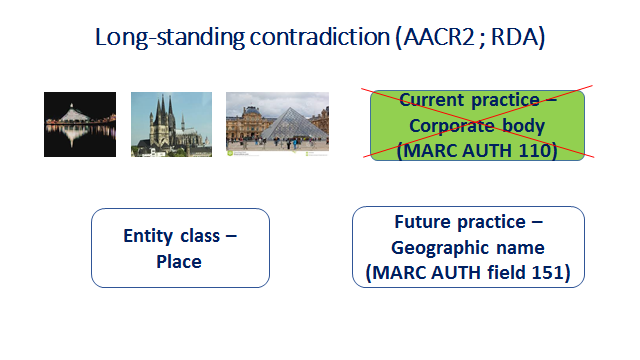 Long-standing contradiction (AACR2 ; RDA)
Current practice –
Corporate body
(MARC AUTH 110)
Entity class –
Place
Future practice –
Geographic name
(MARC AUTH field 151)